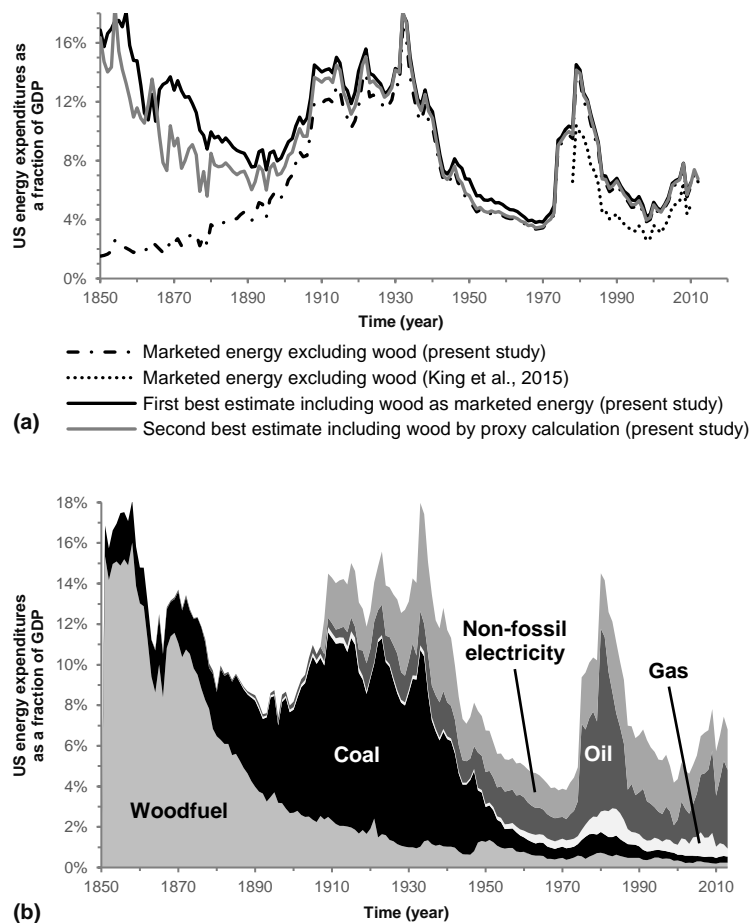 16%
12%
8%
4%
0%
US energy expenditures as
a fraction of GDP
1850 1870 1890 1910 1930 1950 1970 1990 2010
Time (year)
Marketed energy excluding wood (present study)
Marketed energy excluding wood (King et al., 2015)
First best estimate including wood as marketed energy (present study)
(a)
Second best estimate including wood by proxy calculation (present study)
18%
16%
14%
12%
10%
8%
6%
4%
2%
0%
US energy expenditures
as a fraction of GDP
Non-fossil
electricity
Gas
Coal
Oil
Woodfuel
1850 1870 1890 1910 1930 1950 1970 1990 2010
Time (year)
(b)